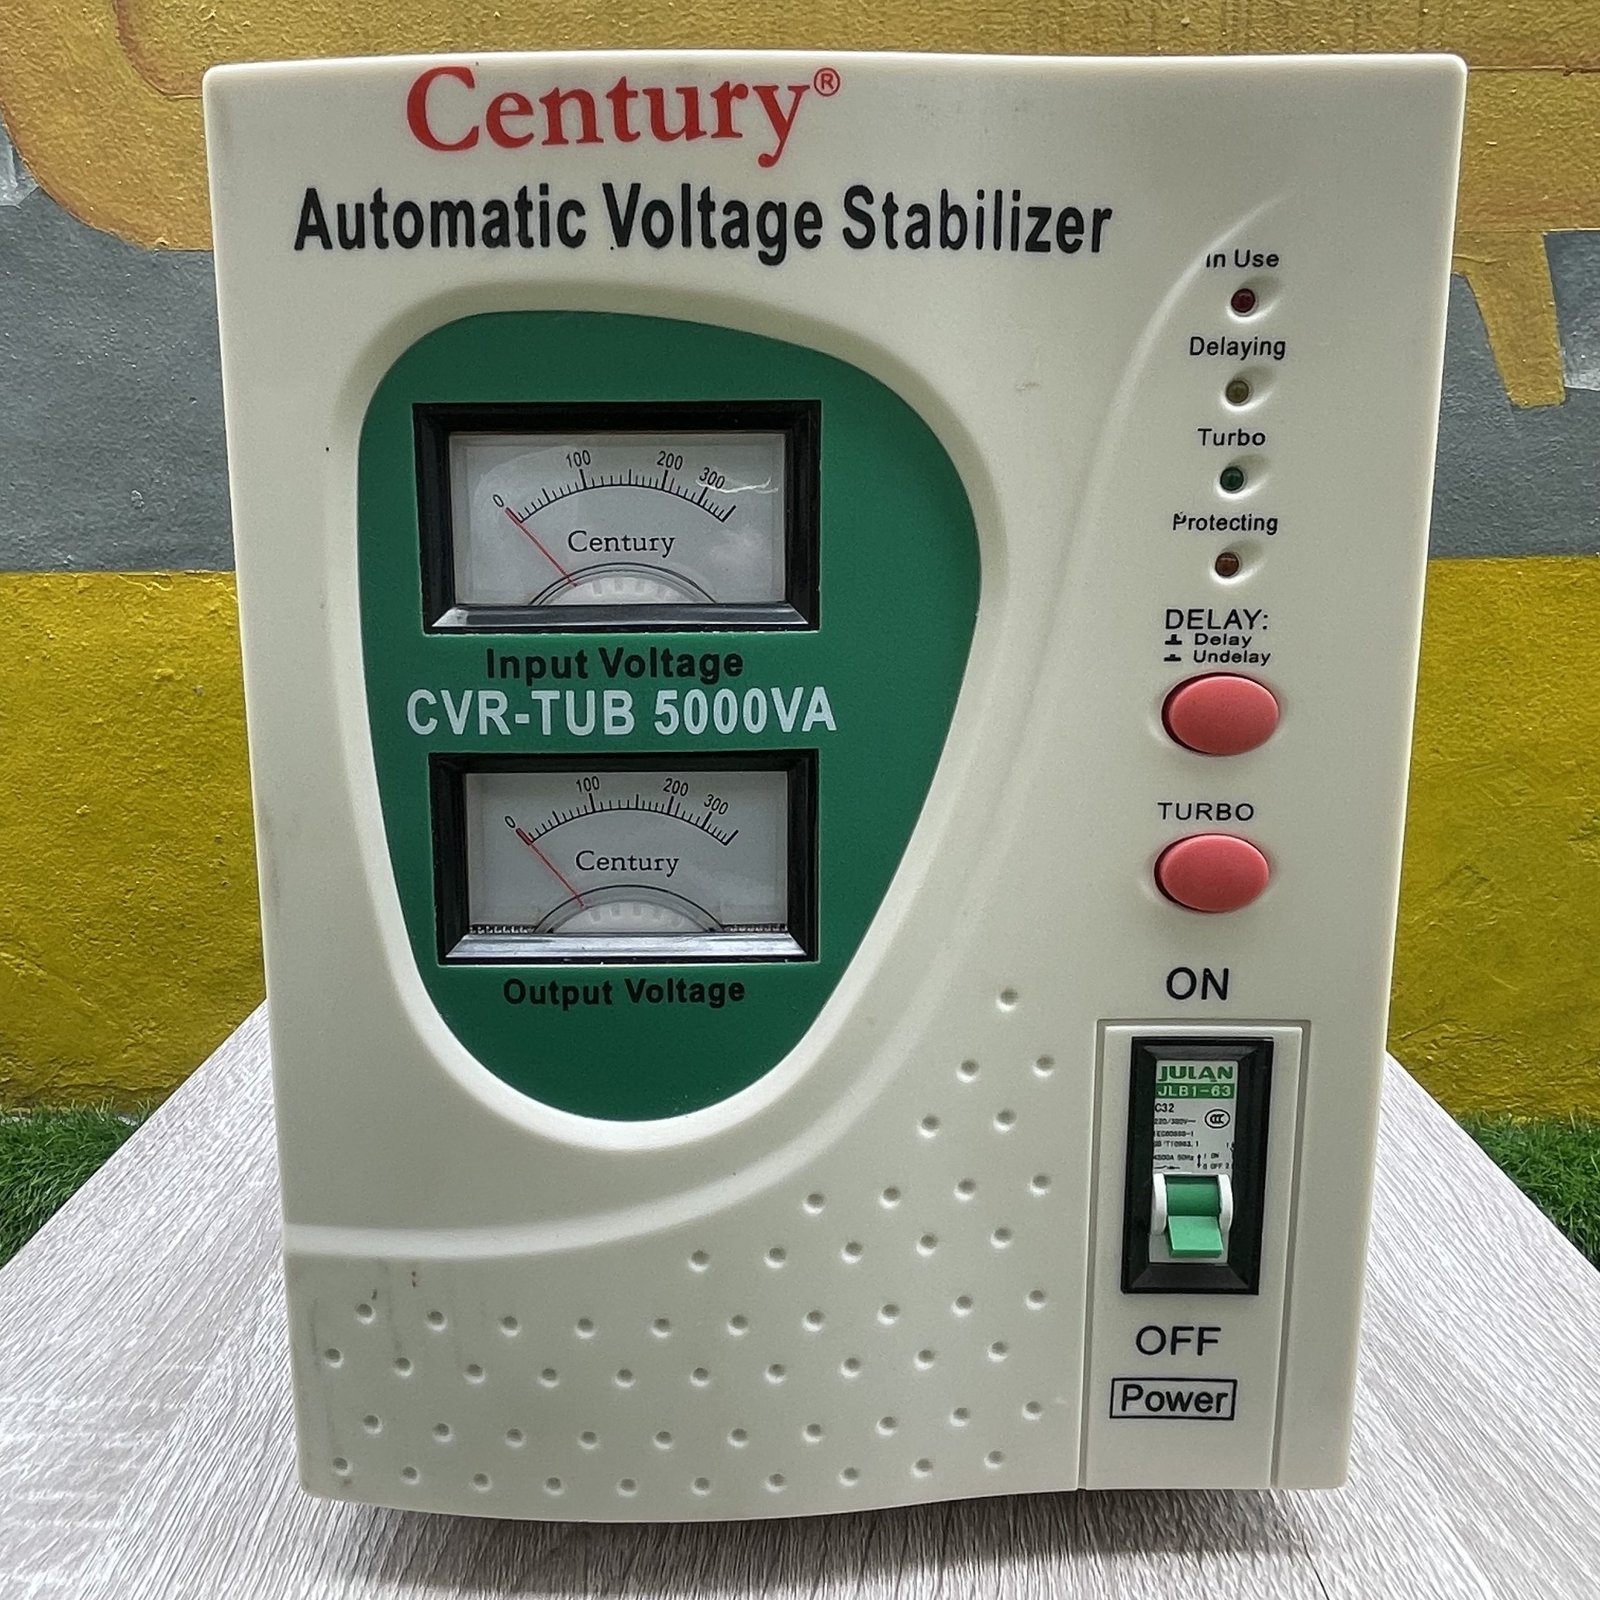 Century®
Automatic Voltage Stabilizer
In Use
Delaying
Turbo
Protecting
0 100 200 300
Century
Input Voltage
CVR-TUB 5000VA
0 100 200 300
Century
Output Voltage
DELAY:
Delay
Undelay
TURBO
ON
JULAN
JLB1-63
C32
CCC
OFF
Power